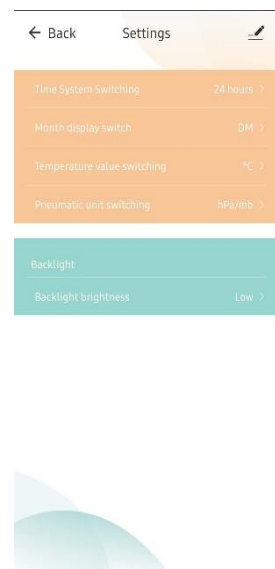 ← Back Settings
Time System Switching 24 hours >
Month display switch DM >
Temperature value switching °C >
Pneumatic unit switching hPa/mb >
Backlight
Backlight brightness Low >